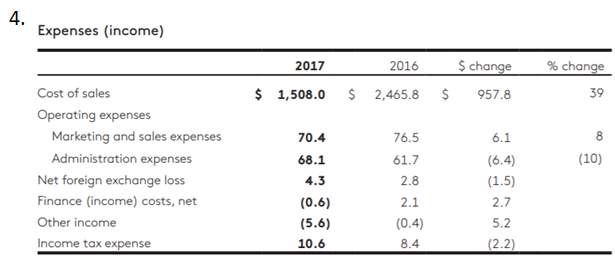 4.
Expenses (income)
2017 2016 $ change % change
Cost of sales $ 1,508.0 $ 2,465.8 $ 957.8 39
Operating expenses
Marketing and sales expenses 70.4 76.5 6.1 8
Administration expenses 68.1 61.7 (6.4) (10)
Net foreign exchange loss 4.3 2.8 (1.5)
Finance (income) costs, net (0.6) 2.1 2.7
Other income (5.6) (0.4) 5.2
Income tax expense 10.6 8.4 (2.2)